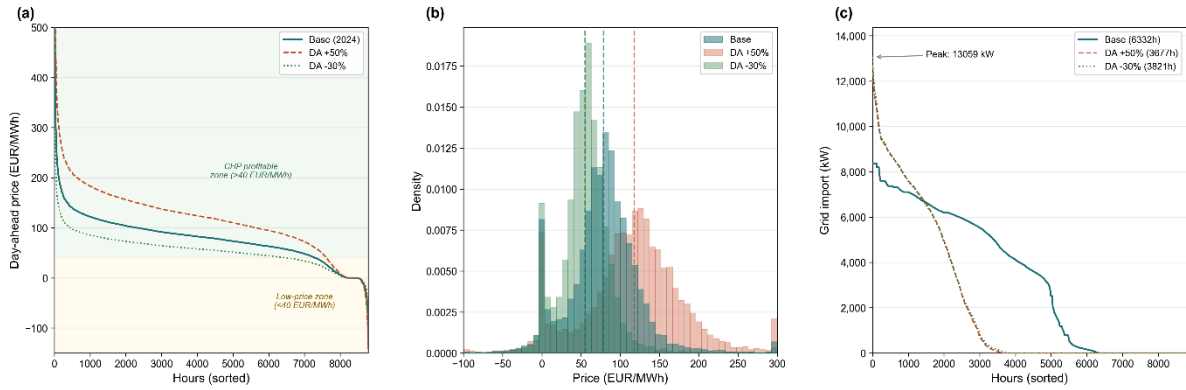 (a)
500
400
300
200
100
0
−100
Day-ahead price (EUR/MWh)
Base (2024)
DA +50%
DA -30%
CHP profitable
zone (>40 EUR/MWh)
Low-price zone
(<40 EUR/MWh)
0 1000 2000 3000 4000 5000 6000 7000 8000
Hours (sorted)
(b)
0.0175
0.0150
0.0125
0.0100
0.0075
0.0050
0.0025
0.0000
Density
Base
DA +50%
DA -30%
−100 −50 0 50 100 150 200 250 300
Price (EUR/MWh)
(c)
14,000
12,000
10,000
8,000
6,000
4,000
2,000
0
Grid import (kW)
Base (6332h)
DA +50% (3677h)
DA -30% (3821h)
Peak: 13059 kW
0 1000 2000 3000 4000 5000 6000 7000 8000
Hours (sorted)